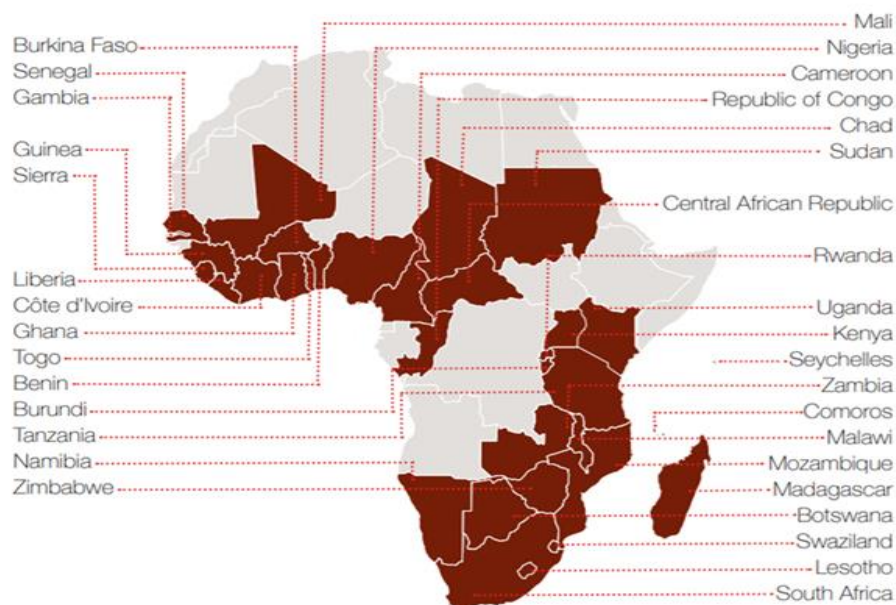 Burkina Faso
Senegal
Gambia
Guinea
Sierra
Liberia
Côte d'Ivoire
Ghana
Togo
Benin
Burundi
Tanzania
Namibia
Zimbabwe
Mali
Nigeria
Cameroon
Republic of Congo
Chad
Sudan
Central African Republic
Rwanda
Uganda
Kenya
Seychelles
Zambia
Comoros
Malawi
Mozambique
Madagascar
Botswana
Swaziland
Lesotho
South Africa